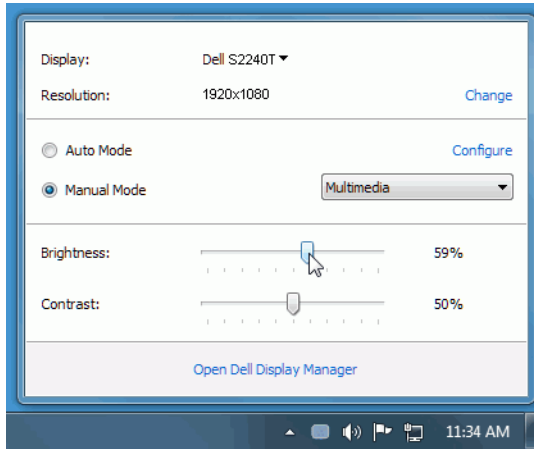 Display: Dell S2240T
Resolution: 1920x1080 Change
Auto Mode Configure
Manual Mode Multimedia
Brightness: 59%
Contrast: 50%
Open Dell Display Manager
11:34 AM